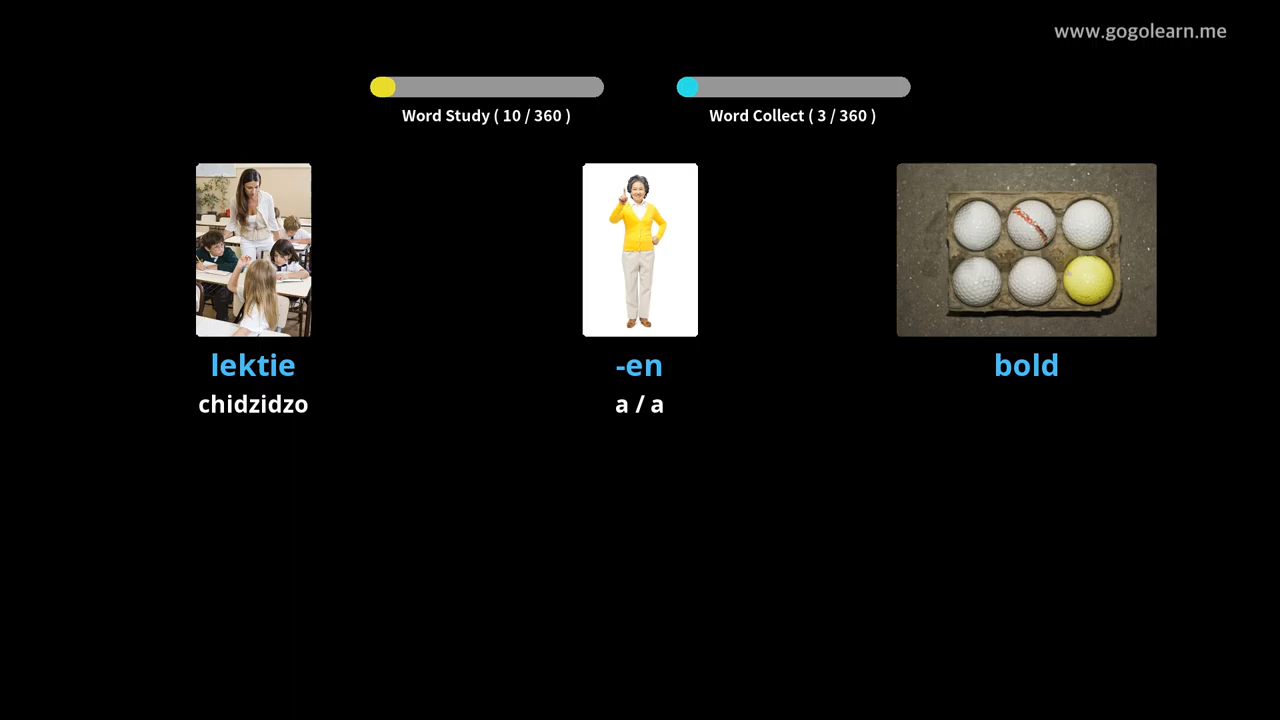 www.gogolearn.me
Word Study ( 10 / 360 )
Word Collect ( 3 / 360 )
lektie
chidzidzo
-en
a / a
bold